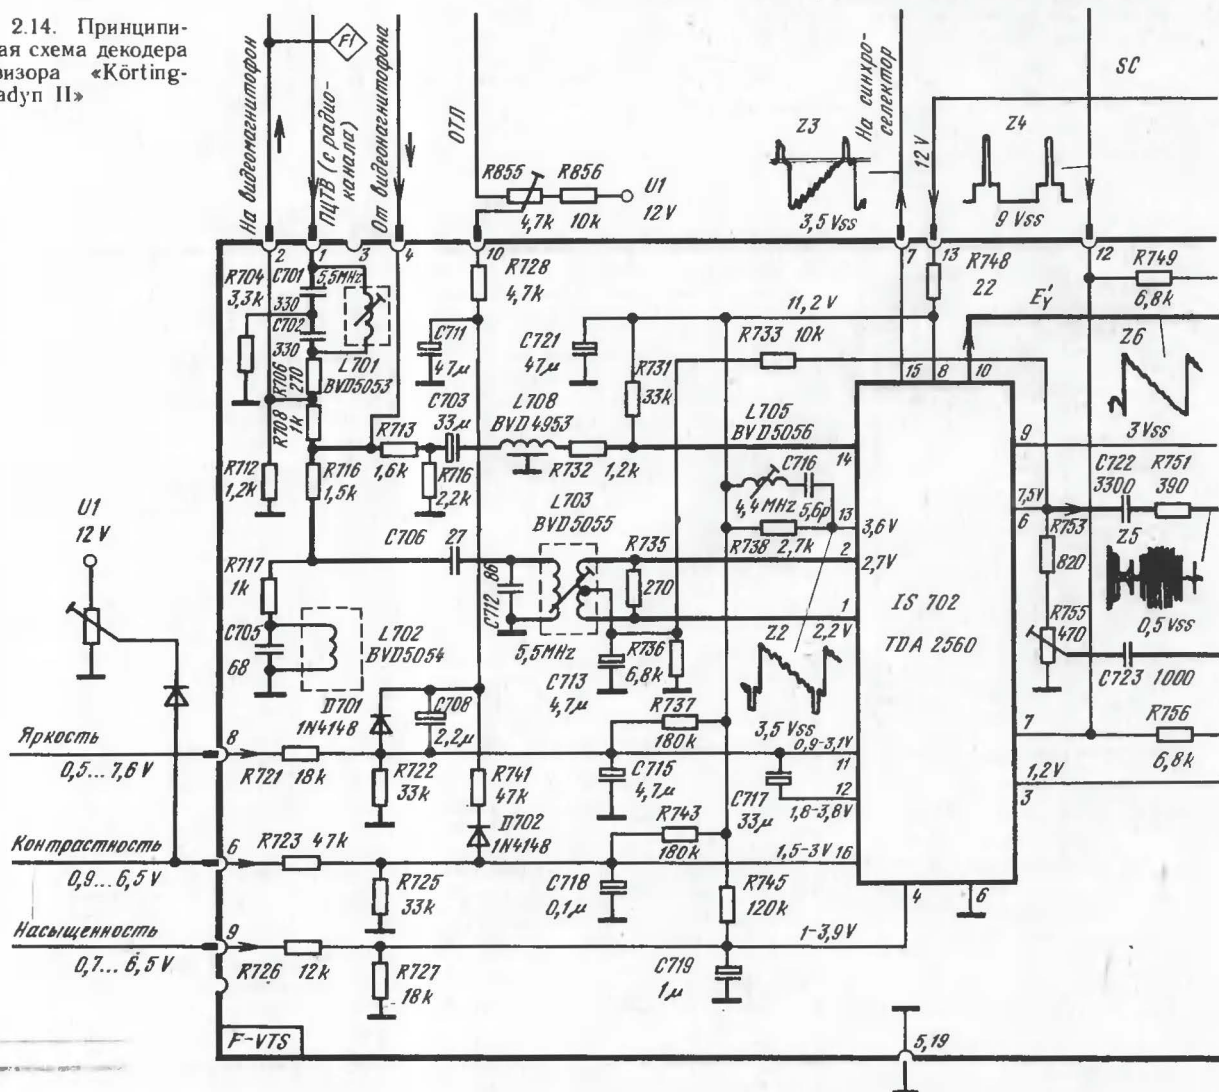 2.14. Принципи-
ая схема декодера
визора «Körting-
adyn II»
На видеомагнитофон
F1
ПЦТВ (с радио-
канала)
От видеонагнитофона
ОТЛ
R855
4,7k
R856
10k
U1
12 V
Z3
3,5 Vss
На синхро-
селектор
12 V
Z4
9 Vss
SC
2
1
3
4
10
7
13
12
R704
3,3k
C701
330
5,5MHz
C702
330
L701
BVD5053
R706
270
R708
1k
R728
4,7k
C711
47μ
C703
33μ
L708
BVD4953
C721
47μ
R731
33k
11,2 V
R733
10k
R748
22
E'Y
R749
6,8k
Z6
3 Vss
15
8
10
R712
1,2k
R716
1,5k
R713
1,6k
R716
2,2k
R732
1,2k
L705
BVD5056
14
9
C716
5,6p
4,4MHz
R738 2,7k
13
3,6V
2
2,7V
7,5V
6
C722
3300
R751
390
R753
820
Z5
0,5 Vss
U1
12 V
C706
27
L703
BVD5055
R735
270
C712
86
5,5MHz
R717
1k
C705
68
L702
BVD5054
C713
4,7μ
R736
6,8k
1
2,2V
IS 702
TDA 2560
R755
470
C723
1000
Z2
3,5 Vss
D701
1N4148
C708
2,2μ
R737
180k
0,9-3,1V
11
7
R756
6,8k
Яркость
0,5... 7,6 V
8
R721
18k
R722
33k
R741
47k
C715
4,7μ
C717
33μ
12
1,8-3,8V
1,2V
3
D702
1N4148
R743
180k
Контрастность
0,9... 6,5 V
6
R723 47k
R725
33k
C718
0,1μ
1,5-3V 16
R745
120k
4
6
Насыщенность
0,7... 6,5 V
9
R726
12k
R727
18k
1-3,9V
C719
1μ
F-VTS
5,19